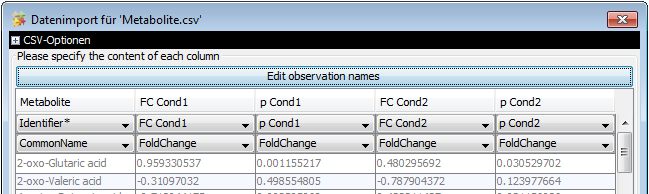 Datenimport für 'Metabolite.csv'
CSV-Optionen
Please specify the content of each column
Edit observation names
Metabolite FC Cond1 p Cond1 FC Cond2 p Cond2
Identifier* FC Cond1 p Cond1 FC Cond2 p Cond2
CommonName FoldChange FoldChange FoldChange FoldChange
2-oxo-Glutaric acid 0.959330537 0.001155217 0.480295692 0.030529702
2-oxo-Valeric acid -0.31097032 0.498554805 -0.787904372 0.123977664